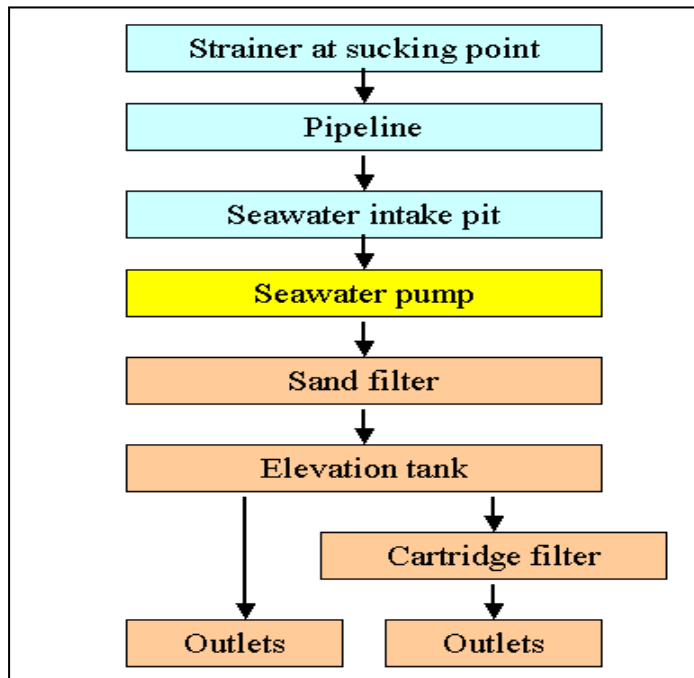 Strainer at sucking point
Pipeline
Seawater intake pit
Seawater pump
Sand filter
Elevation tank
Cartridge filter
Outlets
Outlets